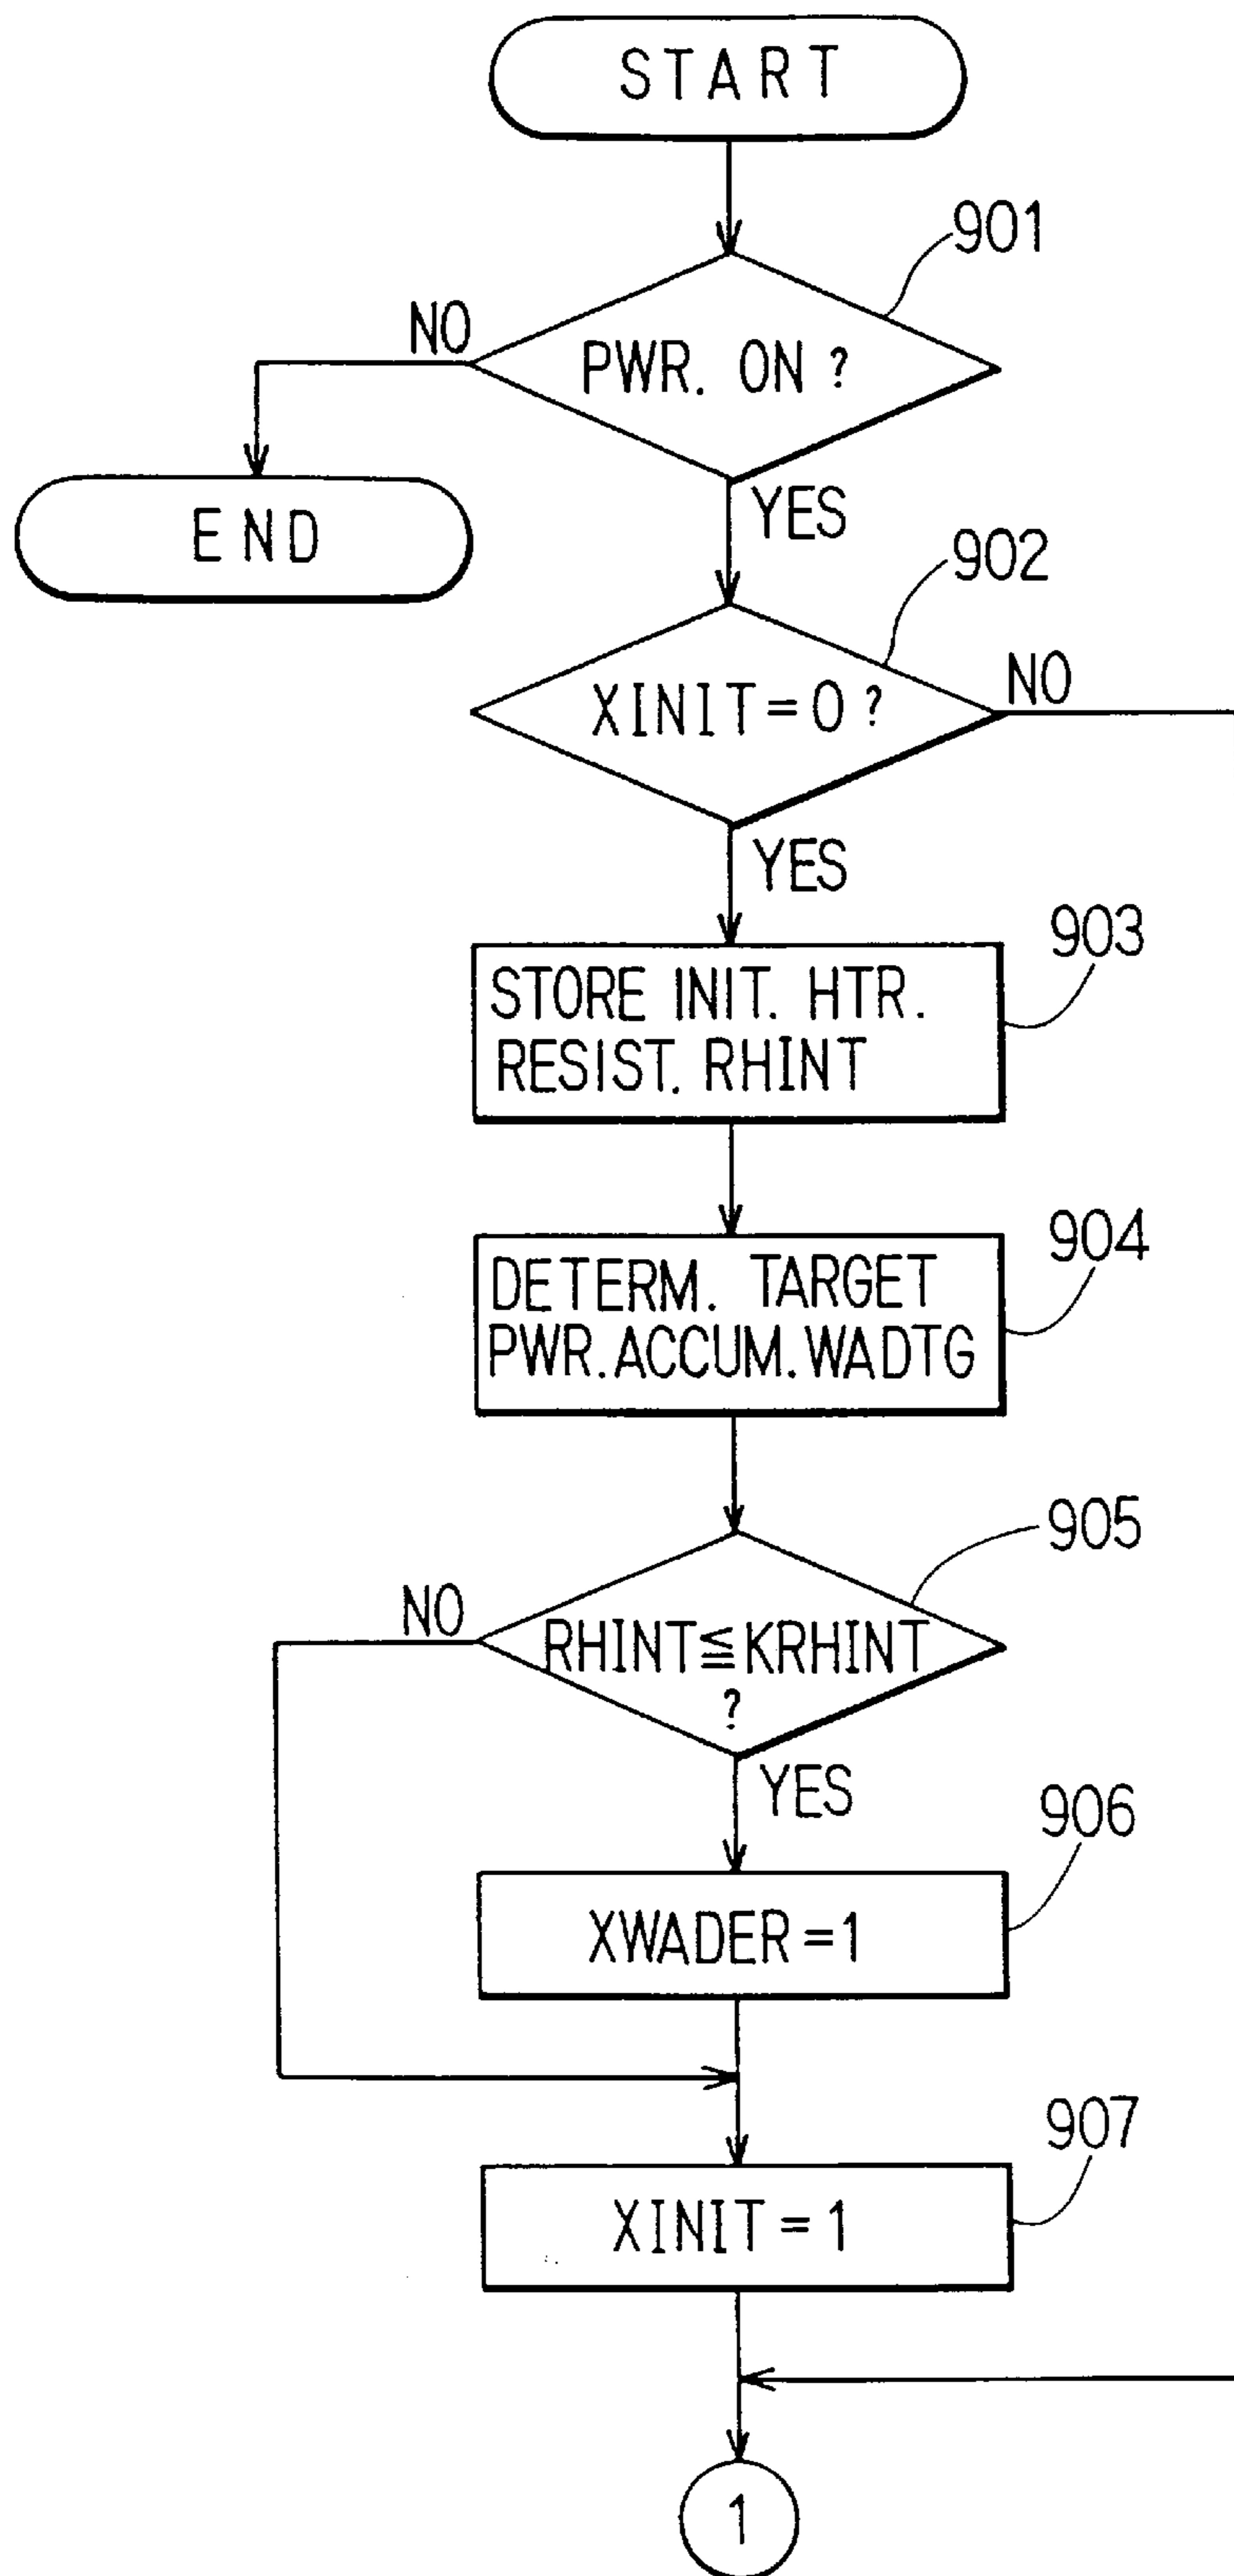 START
901
NO
PWR. ON ?
YES
END
902
XINIT=0 ?
NO
YES
903
STORE INIT. HTR.
RESIST. RHINT
904
DETERM. TARGET
PWR.ACCUM.WADTG
905
NO
RHINT≦KRHINT
?
YES
906
XWADER=1
907
XINIT=1
1